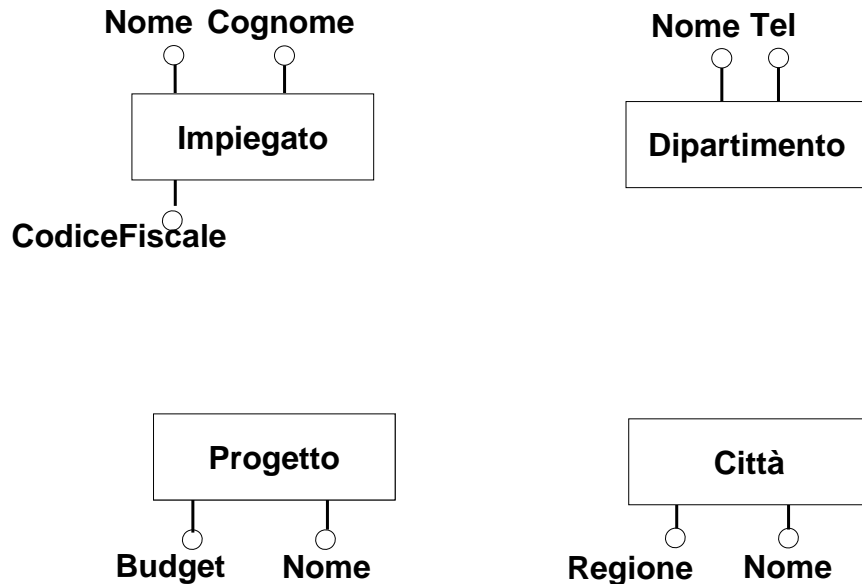 Nome Cognome
Nome Tel
Impiegato
Dipartimento
CodiceFiscale
Progetto
Città
Budget Nome
Regione Nome